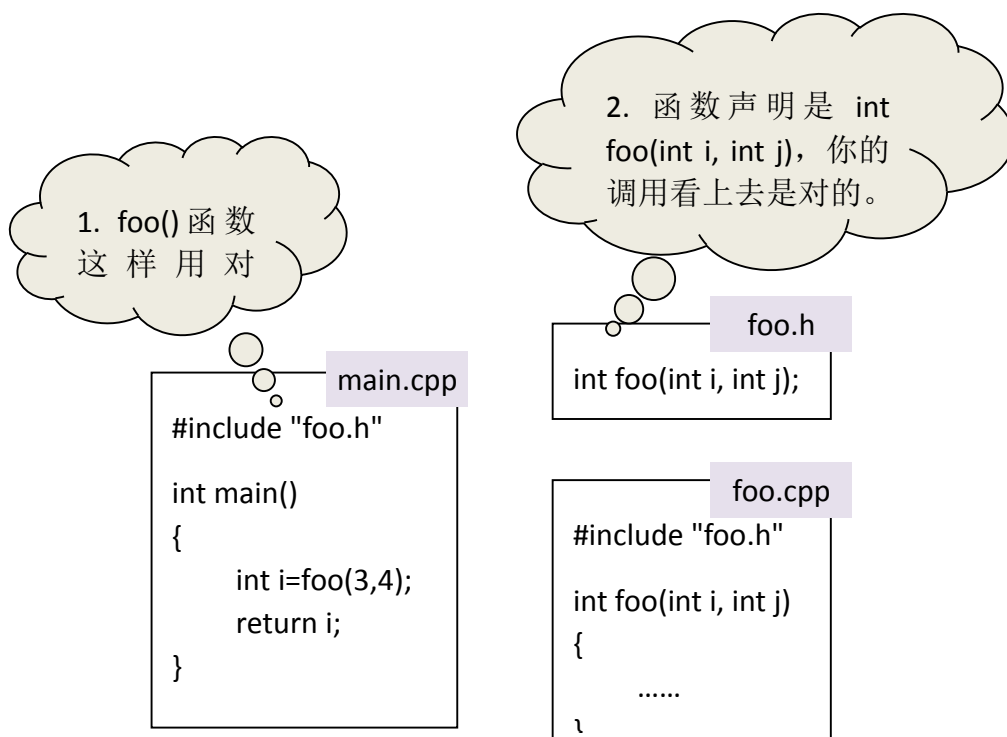 1. foo()函数
这样用对
2. 函数声明是 int
foo(int i, int j)，你的
调用看上去是对的。
main.cpp
#include "foo.h"
int main()
{
int i=foo(3,4);
return i;
}
foo.h
int foo(int i, int j);
foo.cpp
#include "foo.h"
int foo(int i, int j)
{
……
}